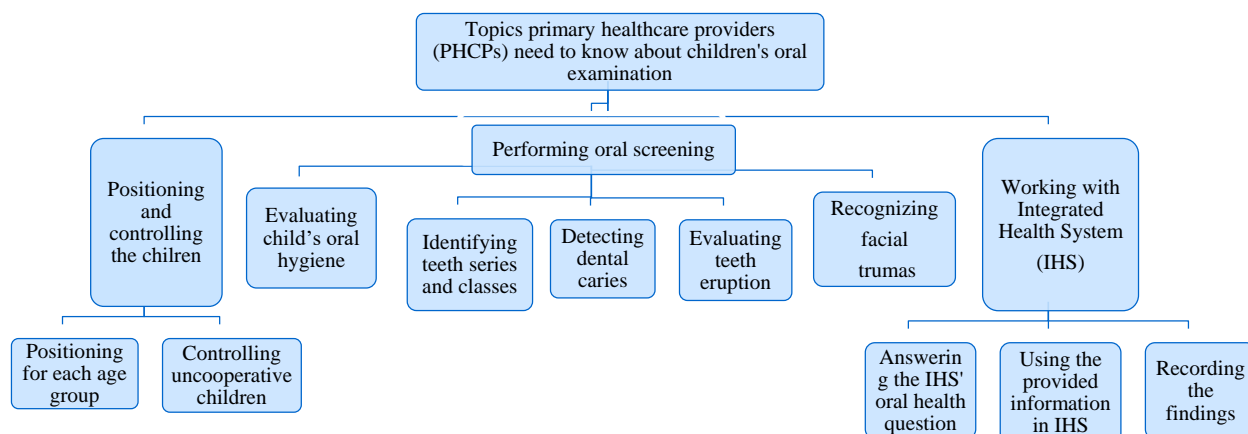 Topics primary healthcare providers
(PHCPs) need to know about children's oral
examination
Positioning
and
controlling
the chilren
Positioning
for each age
group
Controlling
uncooperative
children
Performing oral screening
Evaluating
child’s oral
hygiene
Identifying
teeth series
and classes
Detecting
dental
caries
Evaluating
teeth
eruption
Recognizing
facial
trumas
Working with
Integrated
Health System
(IHS)
Answerin
g the IHS'
oral health
question
Using the
provided
information
in IHS
Recording
the
findings